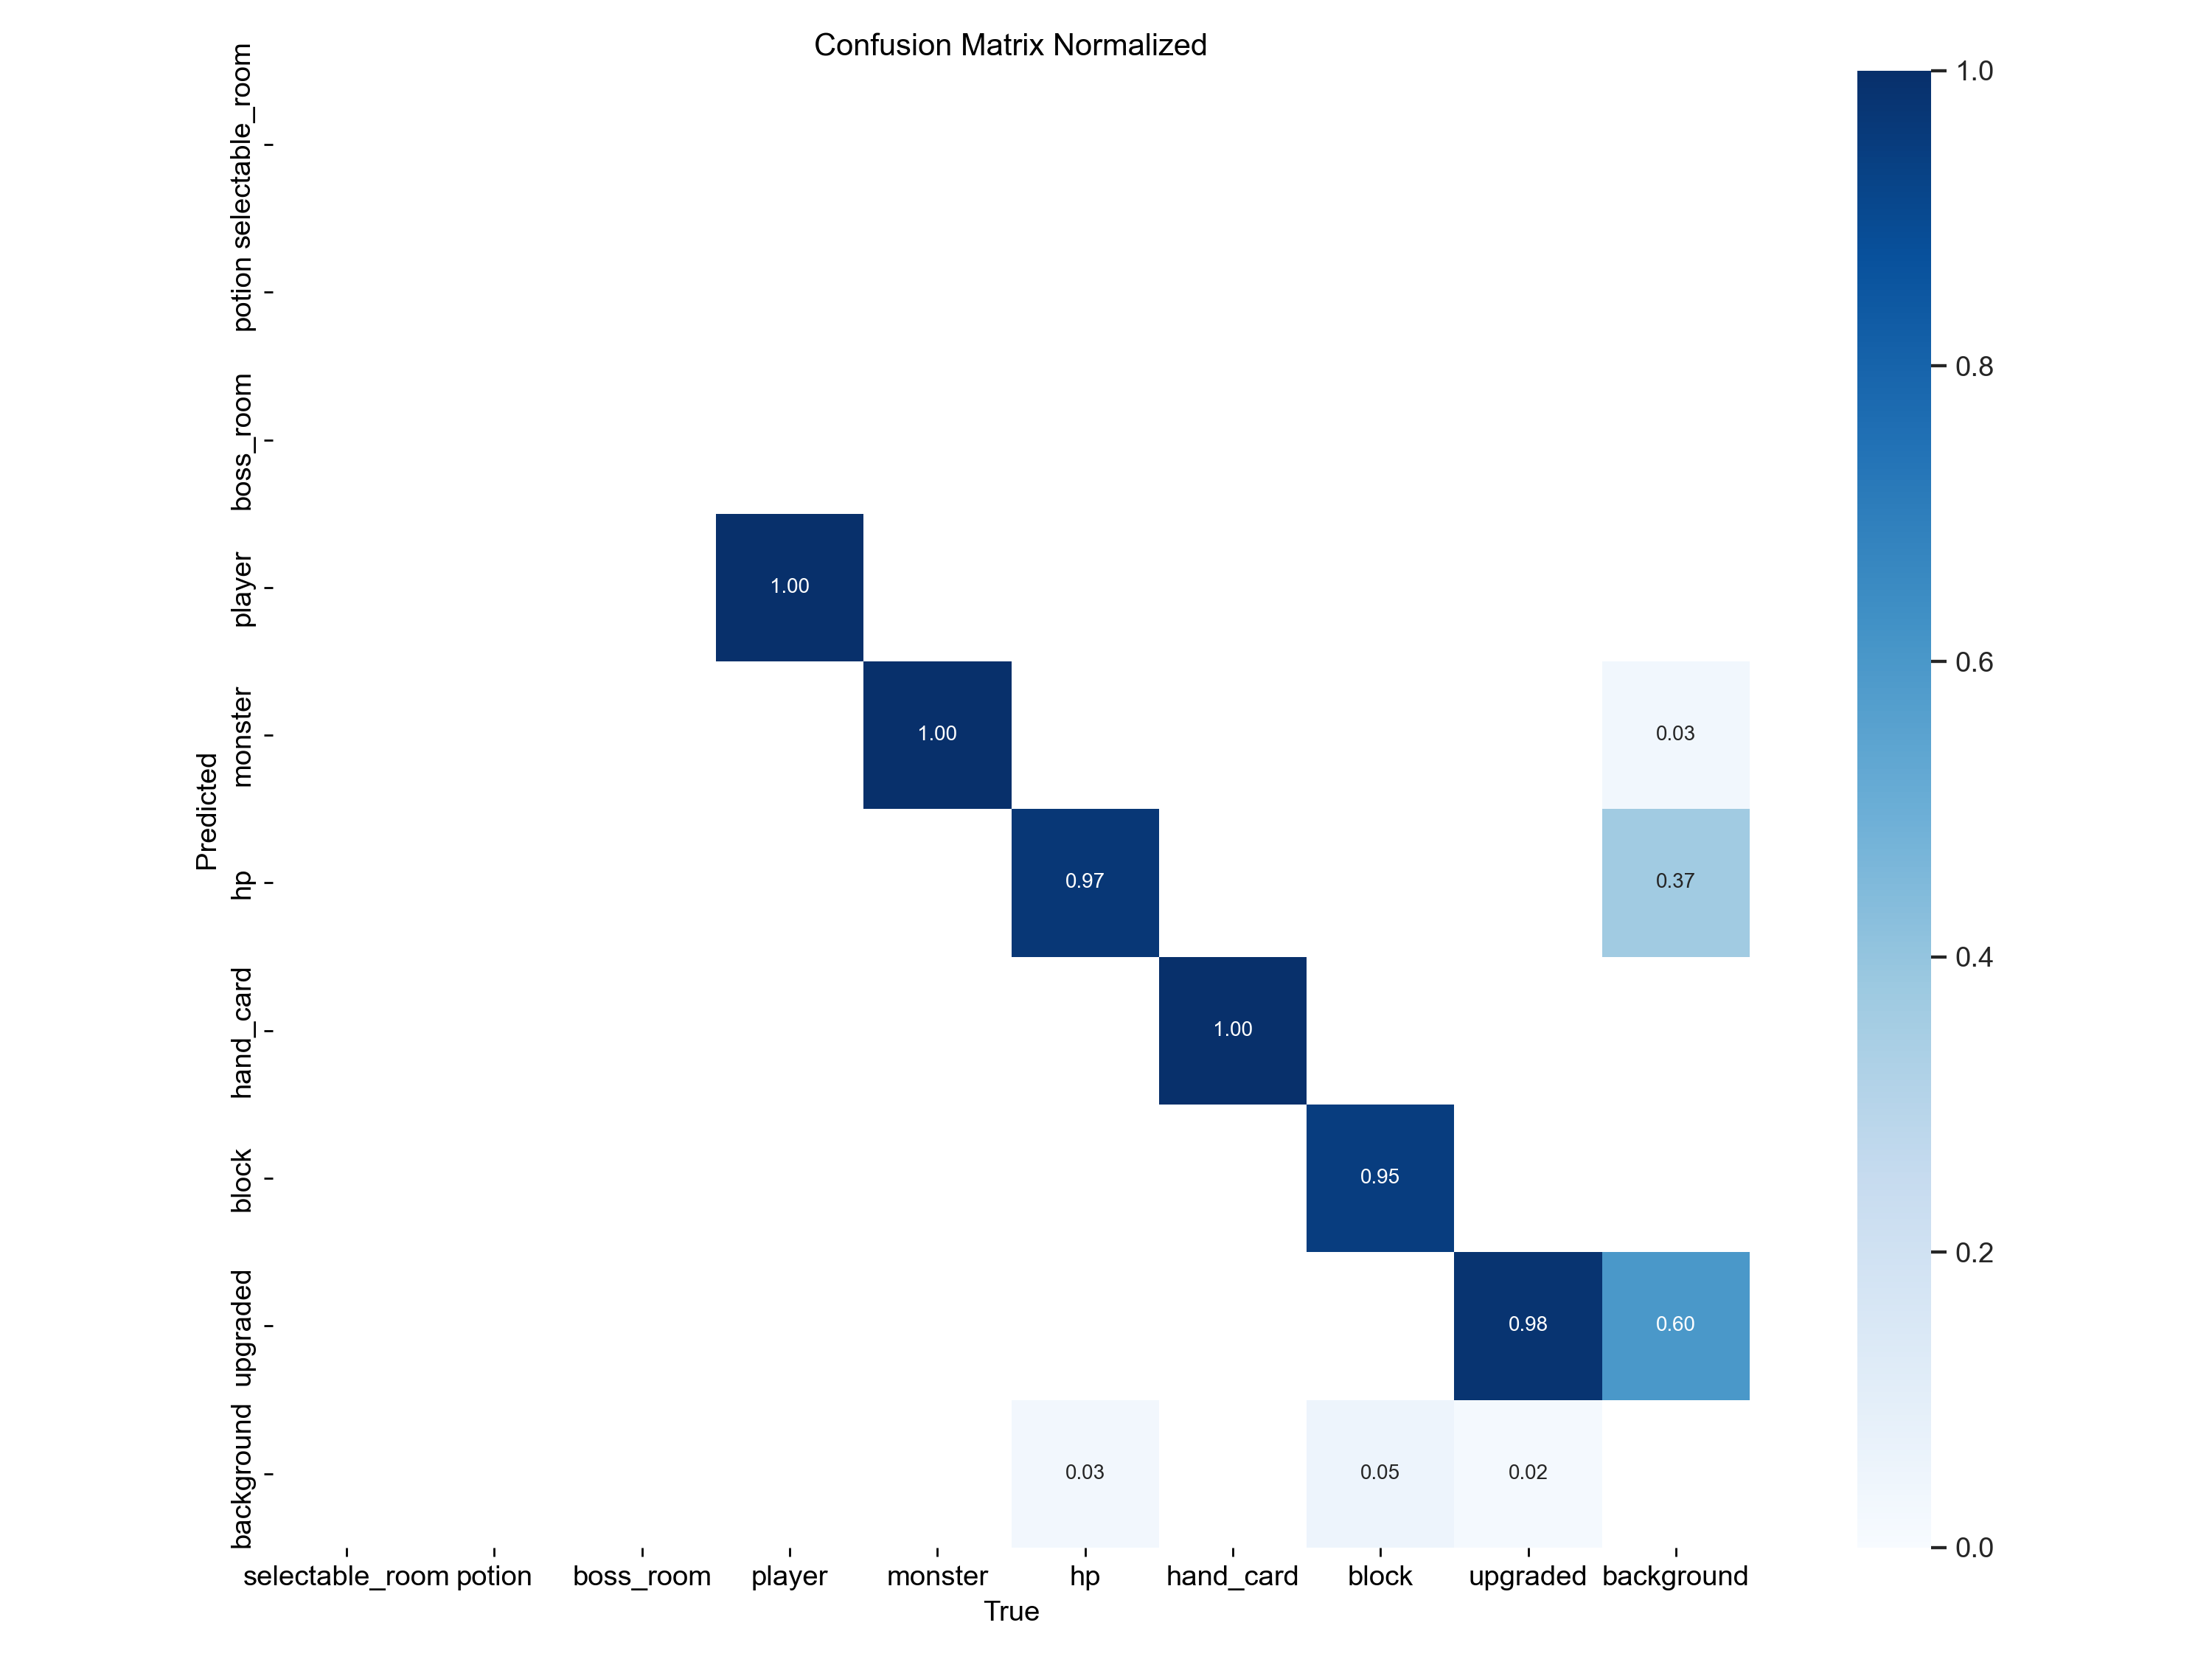 Confusion Matrix Normalized
Predicted
selectable_room
potion
boss_room
player
monster
hp
hand_card
block
upgraded
background
1.00
1.00 0.03
0.97 0.37
1.00
0.95
0.98 0.60
0.03 0.05 0.02
selectable_room potion boss_room player monster hp hand_card block upgraded background
True
1.0
0.8
0.6
0.4
0.2
0.0